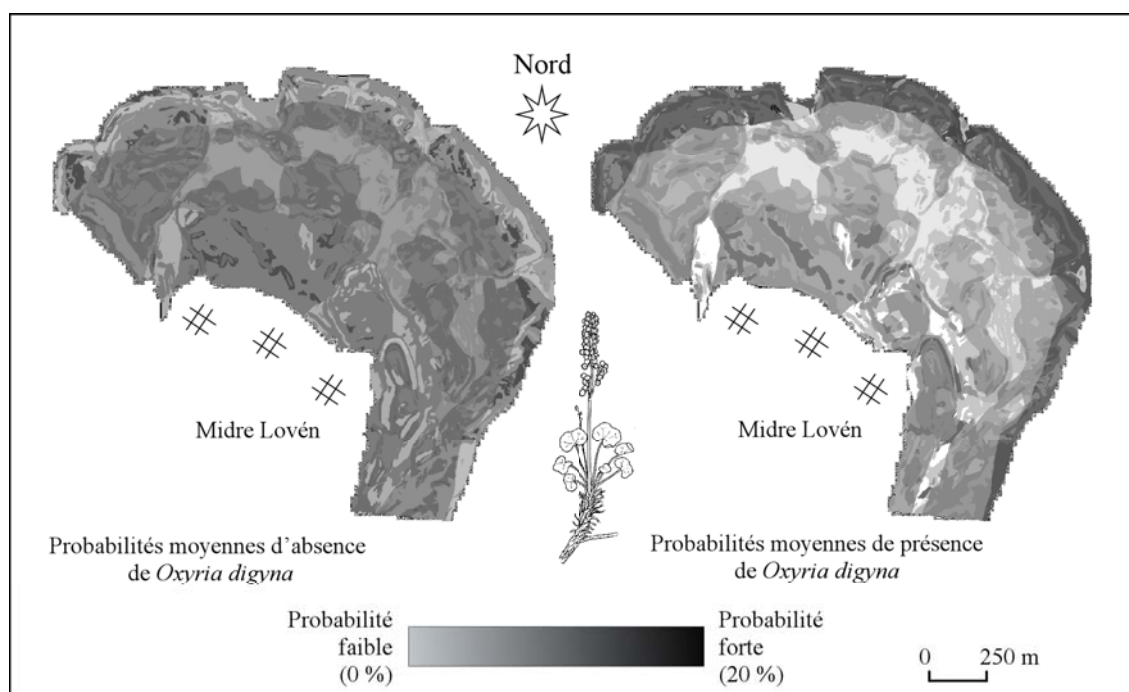 Nord
Midre Lovén
Midre Lovén
Probabilités moyennes d'absence
de Oxyria digyna
Probabilités moyennes de présence
de Oxyria digyna
Probabilité
faible
(0 %)
Probabilité
forte
(20 %)
0 250 m